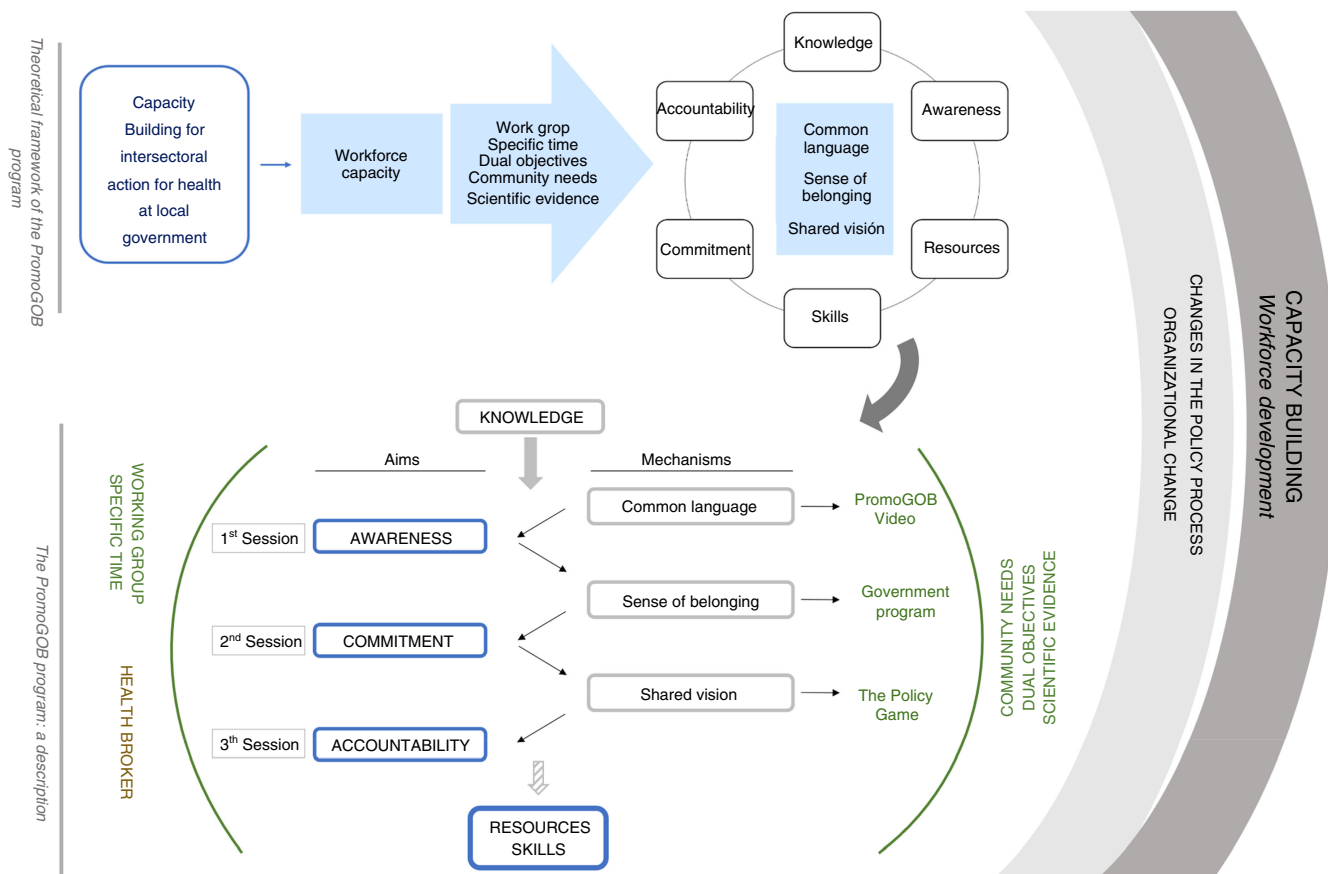 Theoretical framework of the PromoGOB
program
Capacity
Building for
intersectoral
action for health
at local
government
Workforce
capacity
Work grop
Specific time
Dual objectives
Community needs
Scientific evidence
Knowledge
Accountability
Awareness
Common
language
Sense of
belonging
Shared visión
Commitment
Resources
Skills
CHANGES IN THE POLICY PROCESS
ORGANIZATIONAL CHANGE
CAPACITY BUILDING
Workforce development
The PromoGOB program: a description
WORKING GROUP
SPECIFIC TIME
HEALTH BROKER
KNOWLEDGE
Aims
Mechanisms
Common language
PromoGOB
Video
1st Session
AWARENESS
Sense of belonging
Government
program
2nd Session
COMMITMENT
Shared vision
The Policy
Game
3th Session
ACCOUNTABILITY
RESOURCES
SKILLS
COMMUNITY NEEDS
DUAL OBJECTIVES
SCIENTIFIC EVIDENCE